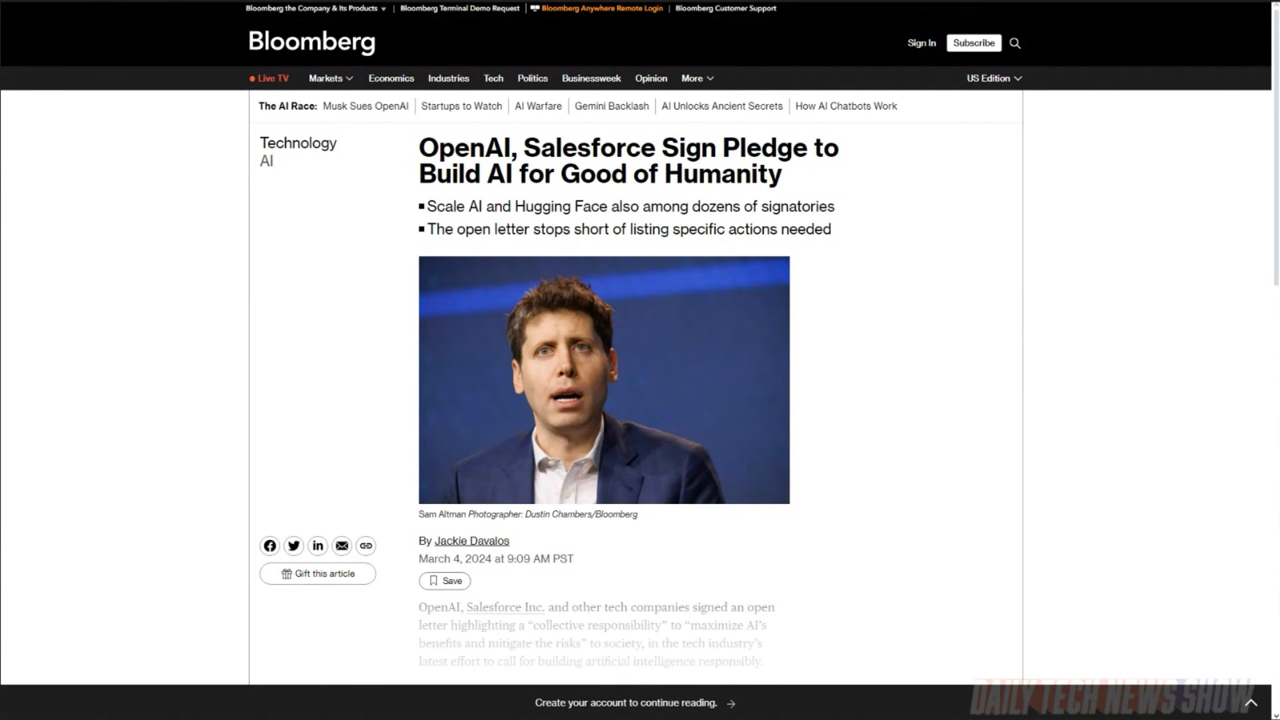 Bloomberg the Company & Its Products
Bloomberg Terminal Demo Request
Bloomberg Anywhere Remote Login
Bloomberg Customer Support
Bloomberg
Sign In
Subscribe
Live TV
Markets
Economics
Industries
Tech
Politics
Businessweek
Opinion
More
US Edition
The AI Race:
Musk Sues OpenAI
Startups to Watch
AI Warfare
Gemini Backlash
AI Unlocks Ancient Secrets
How AI Chatbots Work
Technology
AI
OpenAI, Salesforce Sign Pledge to
Build AI for Good of Humanity
Scale AI and Hugging Face also among dozens of signatories
The open letter stops short of listing specific actions needed
Sam Altman Photographer: Dustin Chambers/Bloomberg
By Jackie Davalos
March 4, 2024 at 9:09 AM PST
Gift this article
Save
OpenAI, Salesforce Inc. and other tech companies signed an open
letter highlighting a “collective responsibility” to “maximize AI’s
benefits and mitigate the risks” to society, in the tech industry’s
latest effort to call for building artificial intelligence responsibly.
Create your account to continue reading.
DAILY TECH NEWS SHOW